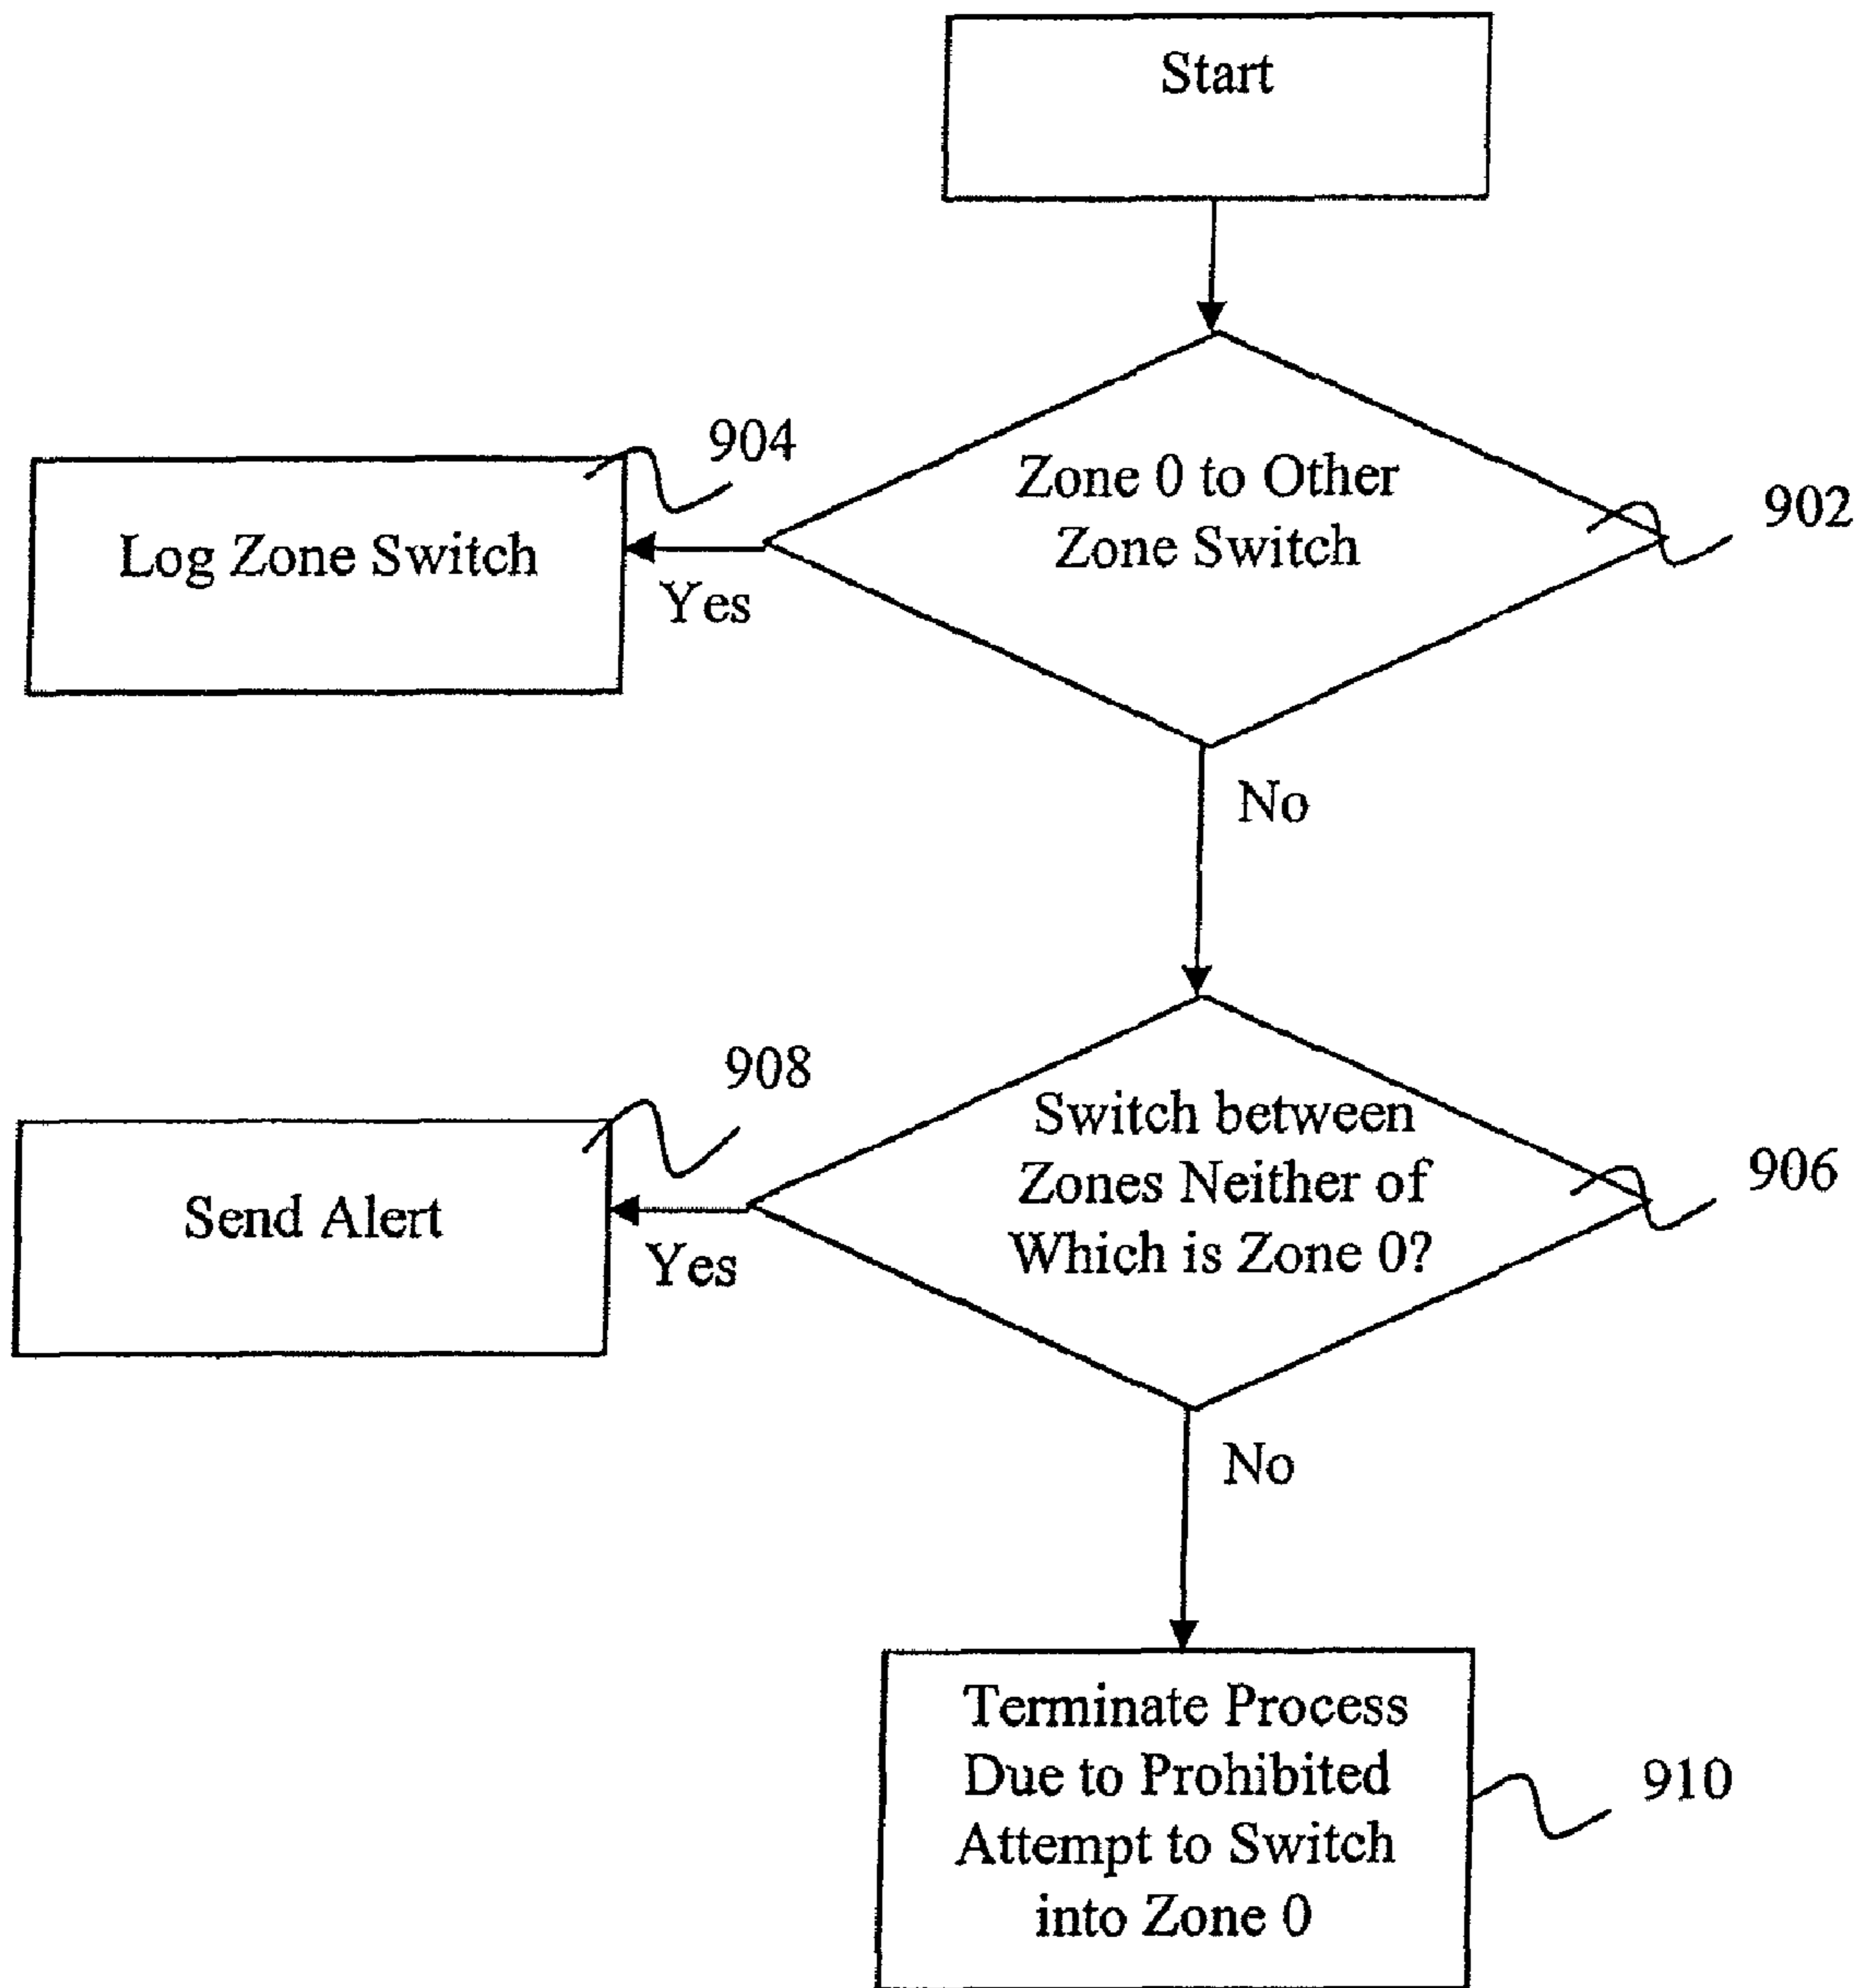 Start
904
Zone 0 to Other
Zone Switch
902
Log Zone Switch
Yes
No
908
Switch between
Zones Neither of
Which is Zone 0?
906
Send Alert
Yes
No
Terminate Process
Due to Prohibited
Attempt to Switch
into Zone 0
910